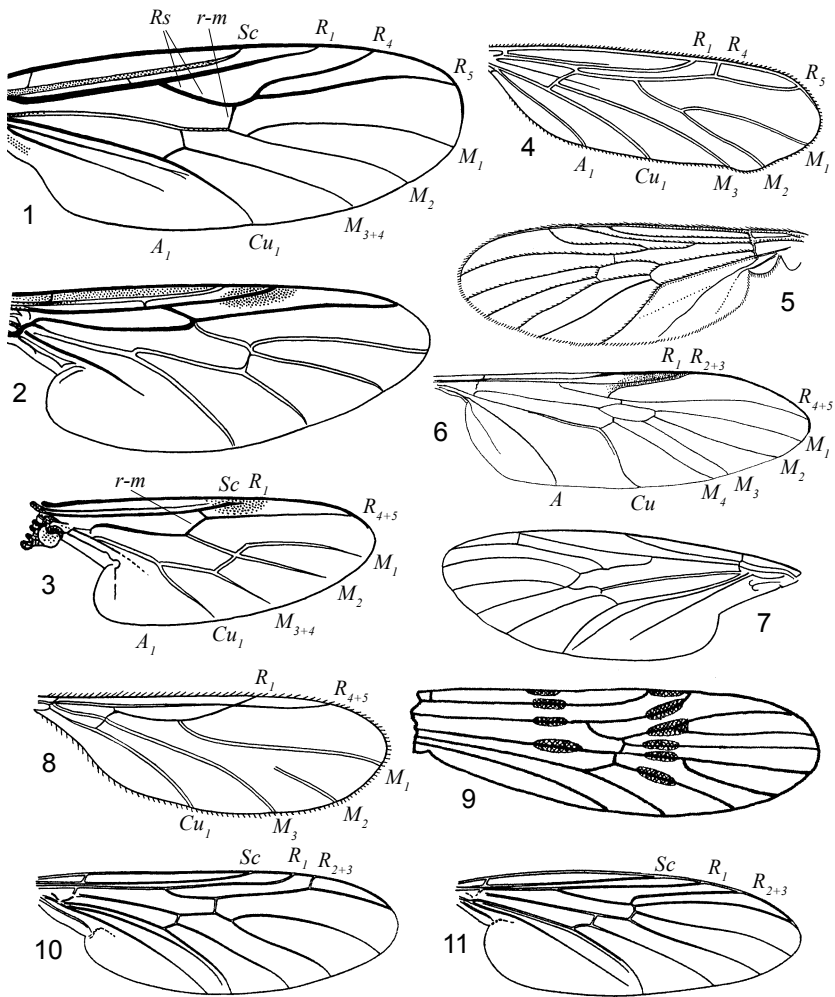 Rs r-m Sc R1 R4 R5
M1 M2 M3+4 Cu1 A1
1
R1 R4 R5
M1 M2 M3 Cu1 A1
4
5
2
R1 R2+3 R4+5
M1 M2 M3 M4 Cu A
6
r-m Sc R1 R4+5
M1 M2 M3+4 Cu1 A1
3
7
R1 R4+5
M1 M2 M3 Cu1
8
9
Sc R1 R2+3
10
Sc R1 R2+3
11